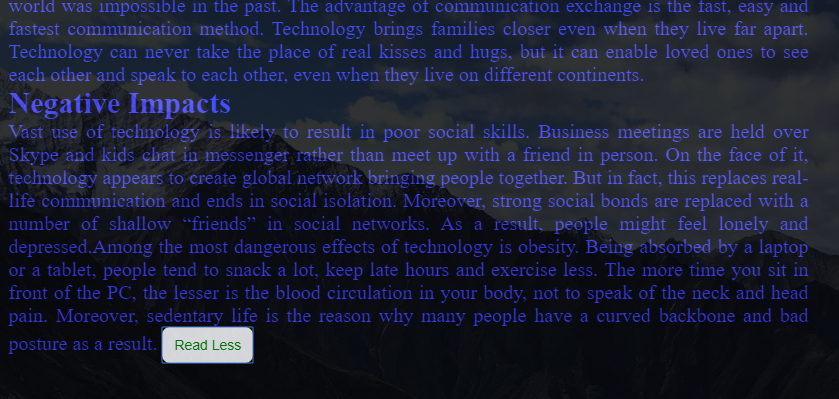 world was impossible in the past. The advantage of communication exchange is the fast, easy and
fastest communication method. Technology brings families closer even when they live far apart.
Technology can never take the place of real kisses and hugs, but it can enable loved ones to see
each other and speak to each other, even when they live on different continents.
Negative Impacts
Vast use of technology is likely to result in poor social skills. Business meetings are held over
Skype and kids chat in messenger rather than meet up with a friend in person. On the face of it,
technology appears to create global network bringing people together. But in fact, this replaces real-
life communication and ends in social isolation. Moreover, strong social bonds are replaced with a
number of shallow “friends” in social networks. As a result, people might feel lonely and
depressed.Among the most dangerous effects of technology is obesity. Being absorbed by a laptop
or a tablet, people tend to snack a lot, keep late hours and exercise less. The more time you sit in
front of the PC, the lesser is the blood circulation in your body, not to speak of the neck and head
pain. Moreover, sedentary life is the reason why many people have a curved backbone and bad
posture as a result. Read Less